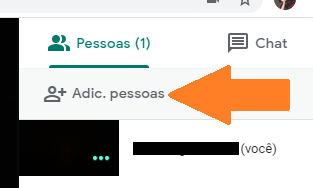 Pessoas (1)
Chat
Adic. pessoas
(você)